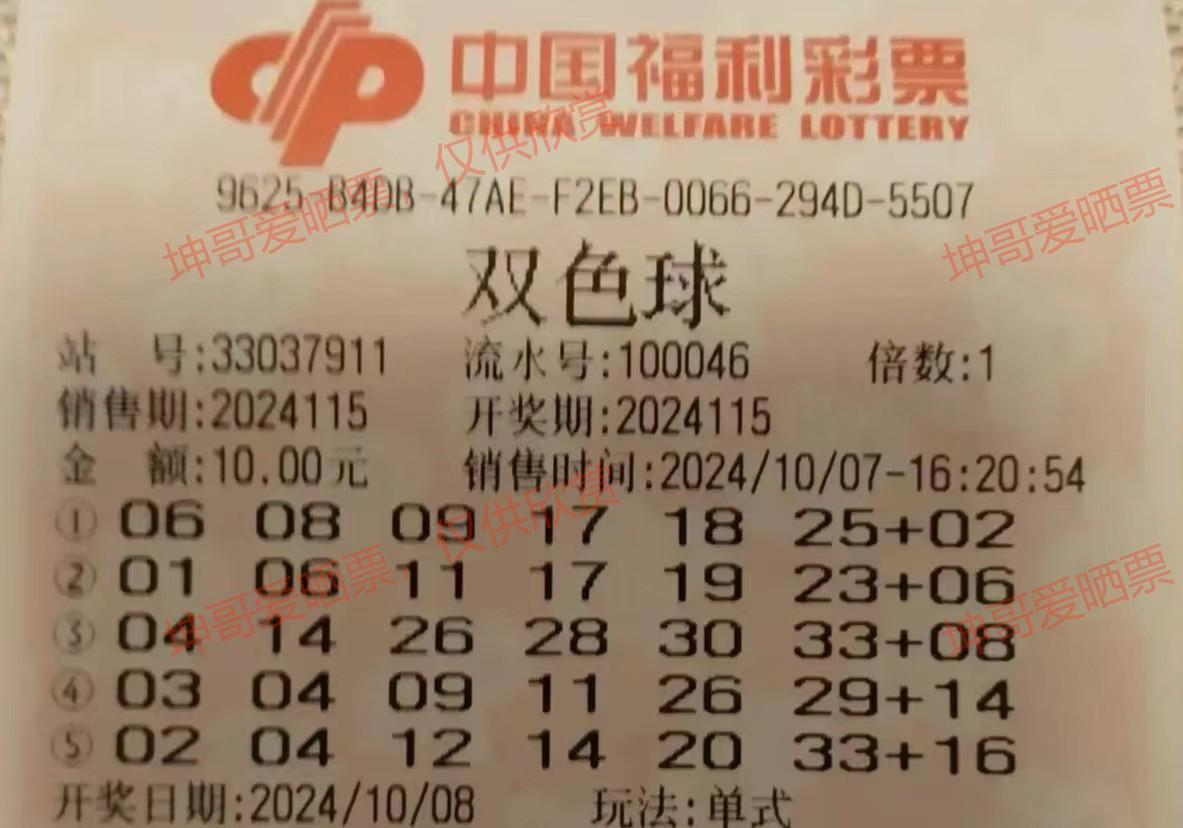 中国福利彩票
CHINA WELFARE LOTTERY
9625-B4DB-47AE-F2EB-0066-294D-5507
双色球
站 号:33037911 流水号:100046 倍数:1
销售期:2024115 开奖期:2024115
金 额:10.00元 销售时间:2024/10/07-16:20:54
① 06 08 09 17 18 25+02
② 01 06 11 17 19 23+06
③ 04 14 26 28 30 33+08
④ 03 04 09 11 26 29+14
⑤ 02 04 12 14 20 33+16
开奖日期:2024/10/08 玩法:单式
坤哥爱晒票，仅供欣赏
坤哥爱晒票
坤哥爱晒票，仅供欣赏
坤哥爱晒票